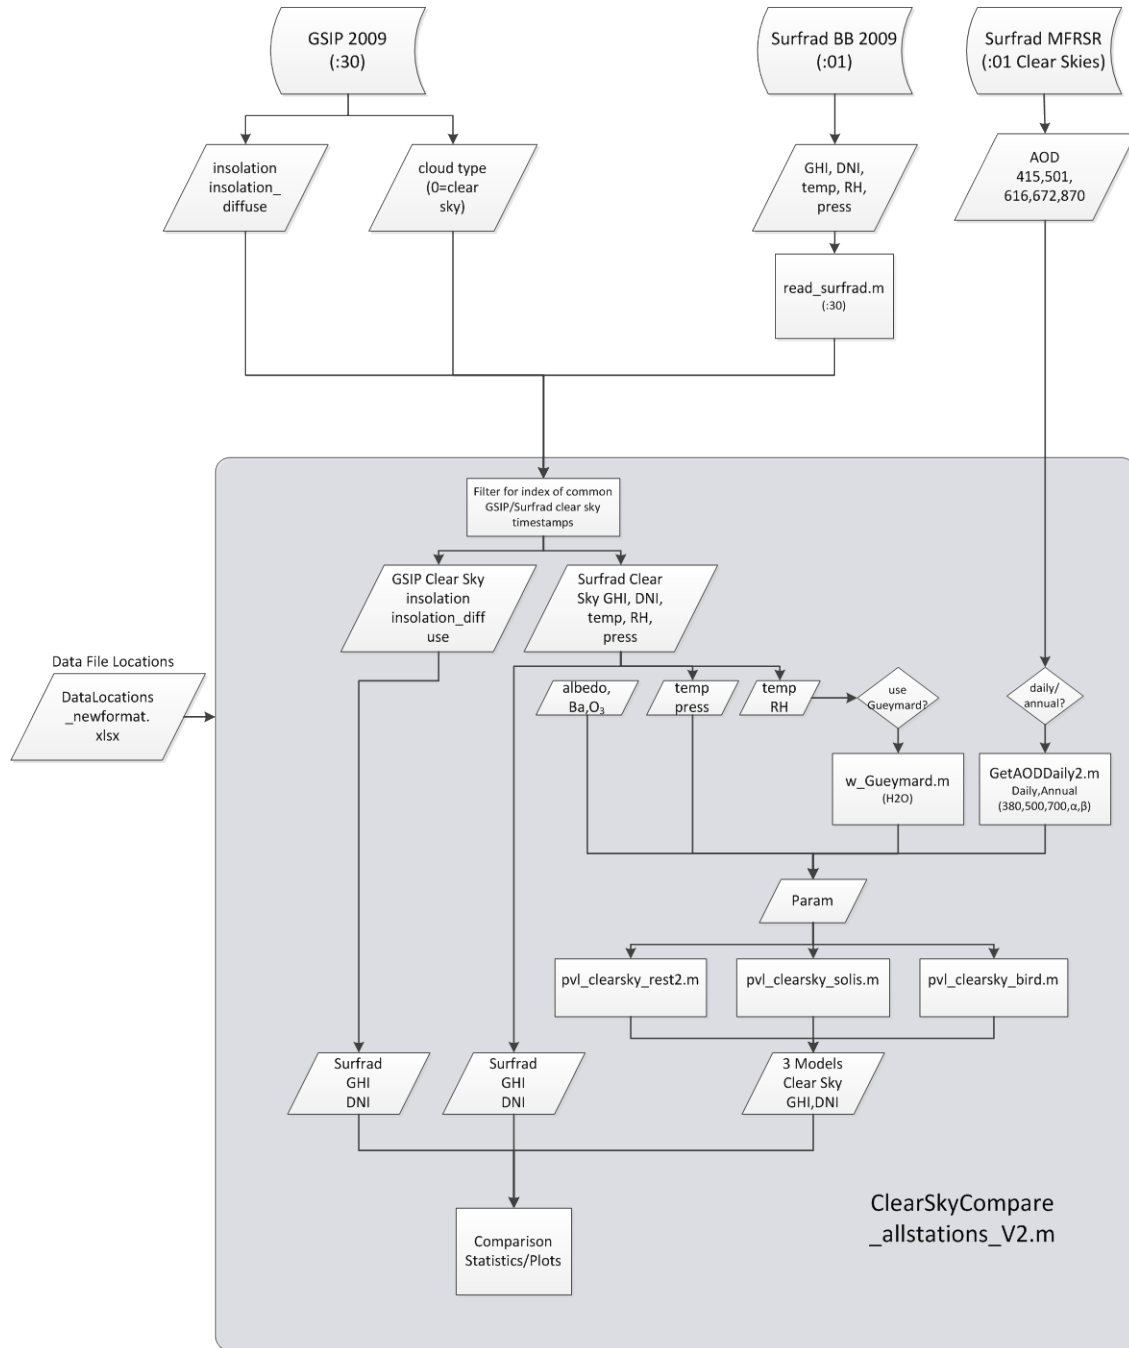 GSIP 2009
(:30)
Surfrad BB 2009
(:01)
Surfrad MFRSR
(:01 Clear Skies)
insolation
insolation_
diffuse
cloud type
(0=clear
sky)
GHI, DNI,
temp, RH,
press
AOD
415,501,
616,672,870
read_surfrad.m
(:30)
Filter for index of common
GSIP/Surfrad clear sky
timestamps
GSIP Clear Sky
insolation
insolation_diff
use
Surfrad Clear
Sky GHI, DNI,
temp, RH,
press
Data File Locations
DataLocations
_newformat.
xlsx
albedo,
Ba,O₃
temp
press
temp
RH
use
Gueymard?
daily/
annual?
w_Gueymard.m
(H2O)
GetAODDaily2.m
Daily,Annual
(380,500,700,α,β)
Param
pvl_clearsky_rest2.m
pvl_clearsky_solis.m
pvl_clearsky_bird.m
Surfrad
GHI
DNI
Surfrad
GHI
DNI
3 Models
Clear Sky
GHI,DNI
Comparison
Statistics/Plots
ClearSkyCompare
_allstations_V2.m